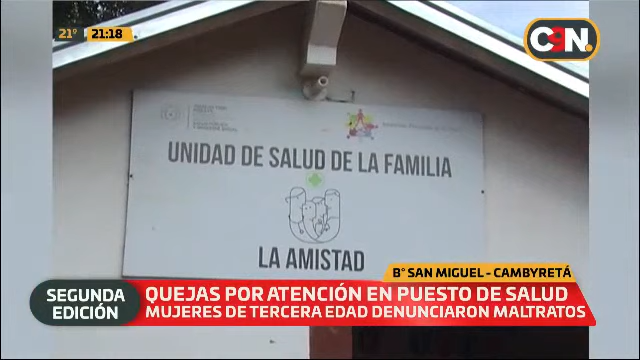 21° 21:18
C9N.
UNIDAD DE SALUD DE LA FAMILIA
LA AMISTAD
B° SAN MIGUEL - CAMBYRETÁ
SEGUNDA
EDICIÓN
QUEJAS POR ATENCIÓN EN PUESTO DE SALUD
MUJERES DE TERCERA EDAD DENUNCIARON MALTRATOS